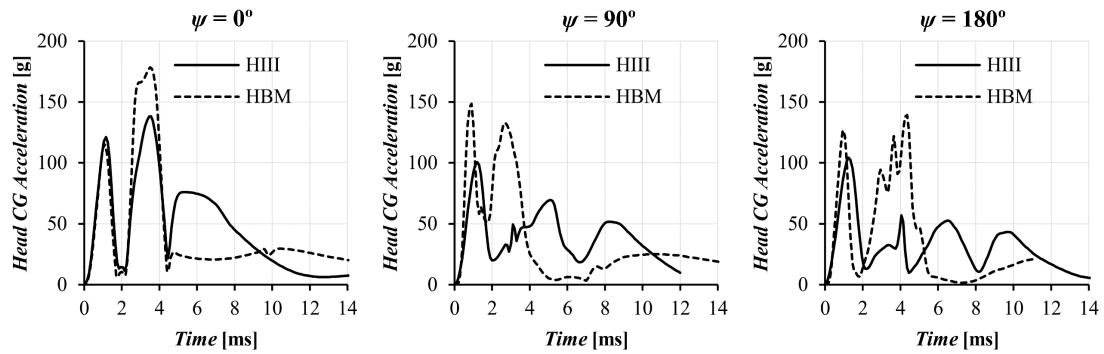 ψ = 0°
Head CG Acceleration [g]
200
150
100
50
0
HIII
HBM
0 2 4 6 8 10 12 14
Time [ms]
ψ = 90°
Head CG Acceleration [g]
200
150
100
50
0
HIII
HBM
0 2 4 6 8 10 12 14
Time [ms]
ψ = 180°
Head CG Acceleration [g]
200
150
100
50
0
HIII
HBM
0 2 4 6 8 10 12 14
Time [ms]